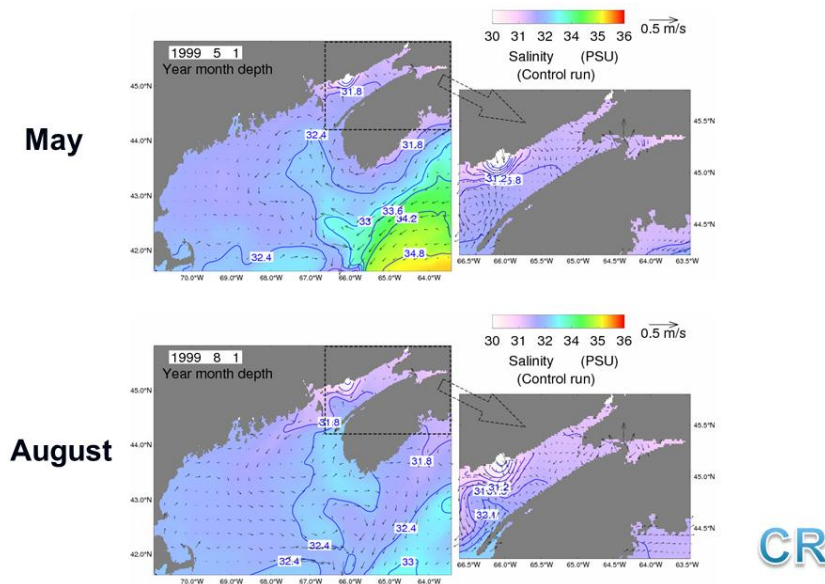 30 31 32 33 34 35 36
0.5 m/s
Salinity (PSU)
(Control run)
1999 5 1
Year month depth
45.0°N
44.0°N
43.0°N
42.0°N
70.0°W 69.0°W 68.0°W 67.0°W 66.0°W 65.0°W 64.0°W
31.8
32.4
31.8
33.6
33
34.2
34.8
32.4
45.5°N
45.0°N
44.5°N
66.5°W 66.0°W 65.5°W 65.0°W 64.5°W 64.0°W 63.5°W
31.2
May
30 31 32 33 34 35 36
0.5 m/s
Salinity (PSU)
(Control run)
1999 8 1
Year month depth
45.0°N
44.0°N
43.0°N
42.0°N
70.0°W 69.0°W 68.0°W 67.0°W 66.0°W 65.0°W 64.0°W
31.8
31.8
32.4
32.4
32.4
33
45.5°N
45.0°N
44.5°N
66.5°W 66.0°W 65.5°W 65.0°W 64.5°W 64.0°W 63.5°W
31.2
August
CR